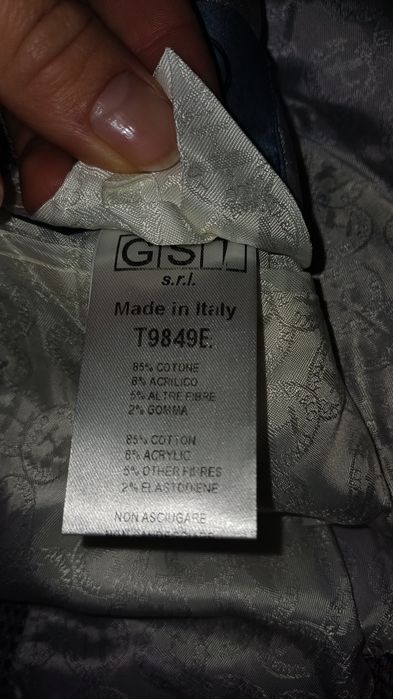 GSI
s.r.l.
Made in Italy
T9849E
85% COTONE
8% ACRILICO
5% ALTRE FIBRE
2% GOMMA
85% COTTON
8% ACRYLIC
5% OTHER FIBRES
2% ELASTODIENE
NON ASCIUGARE